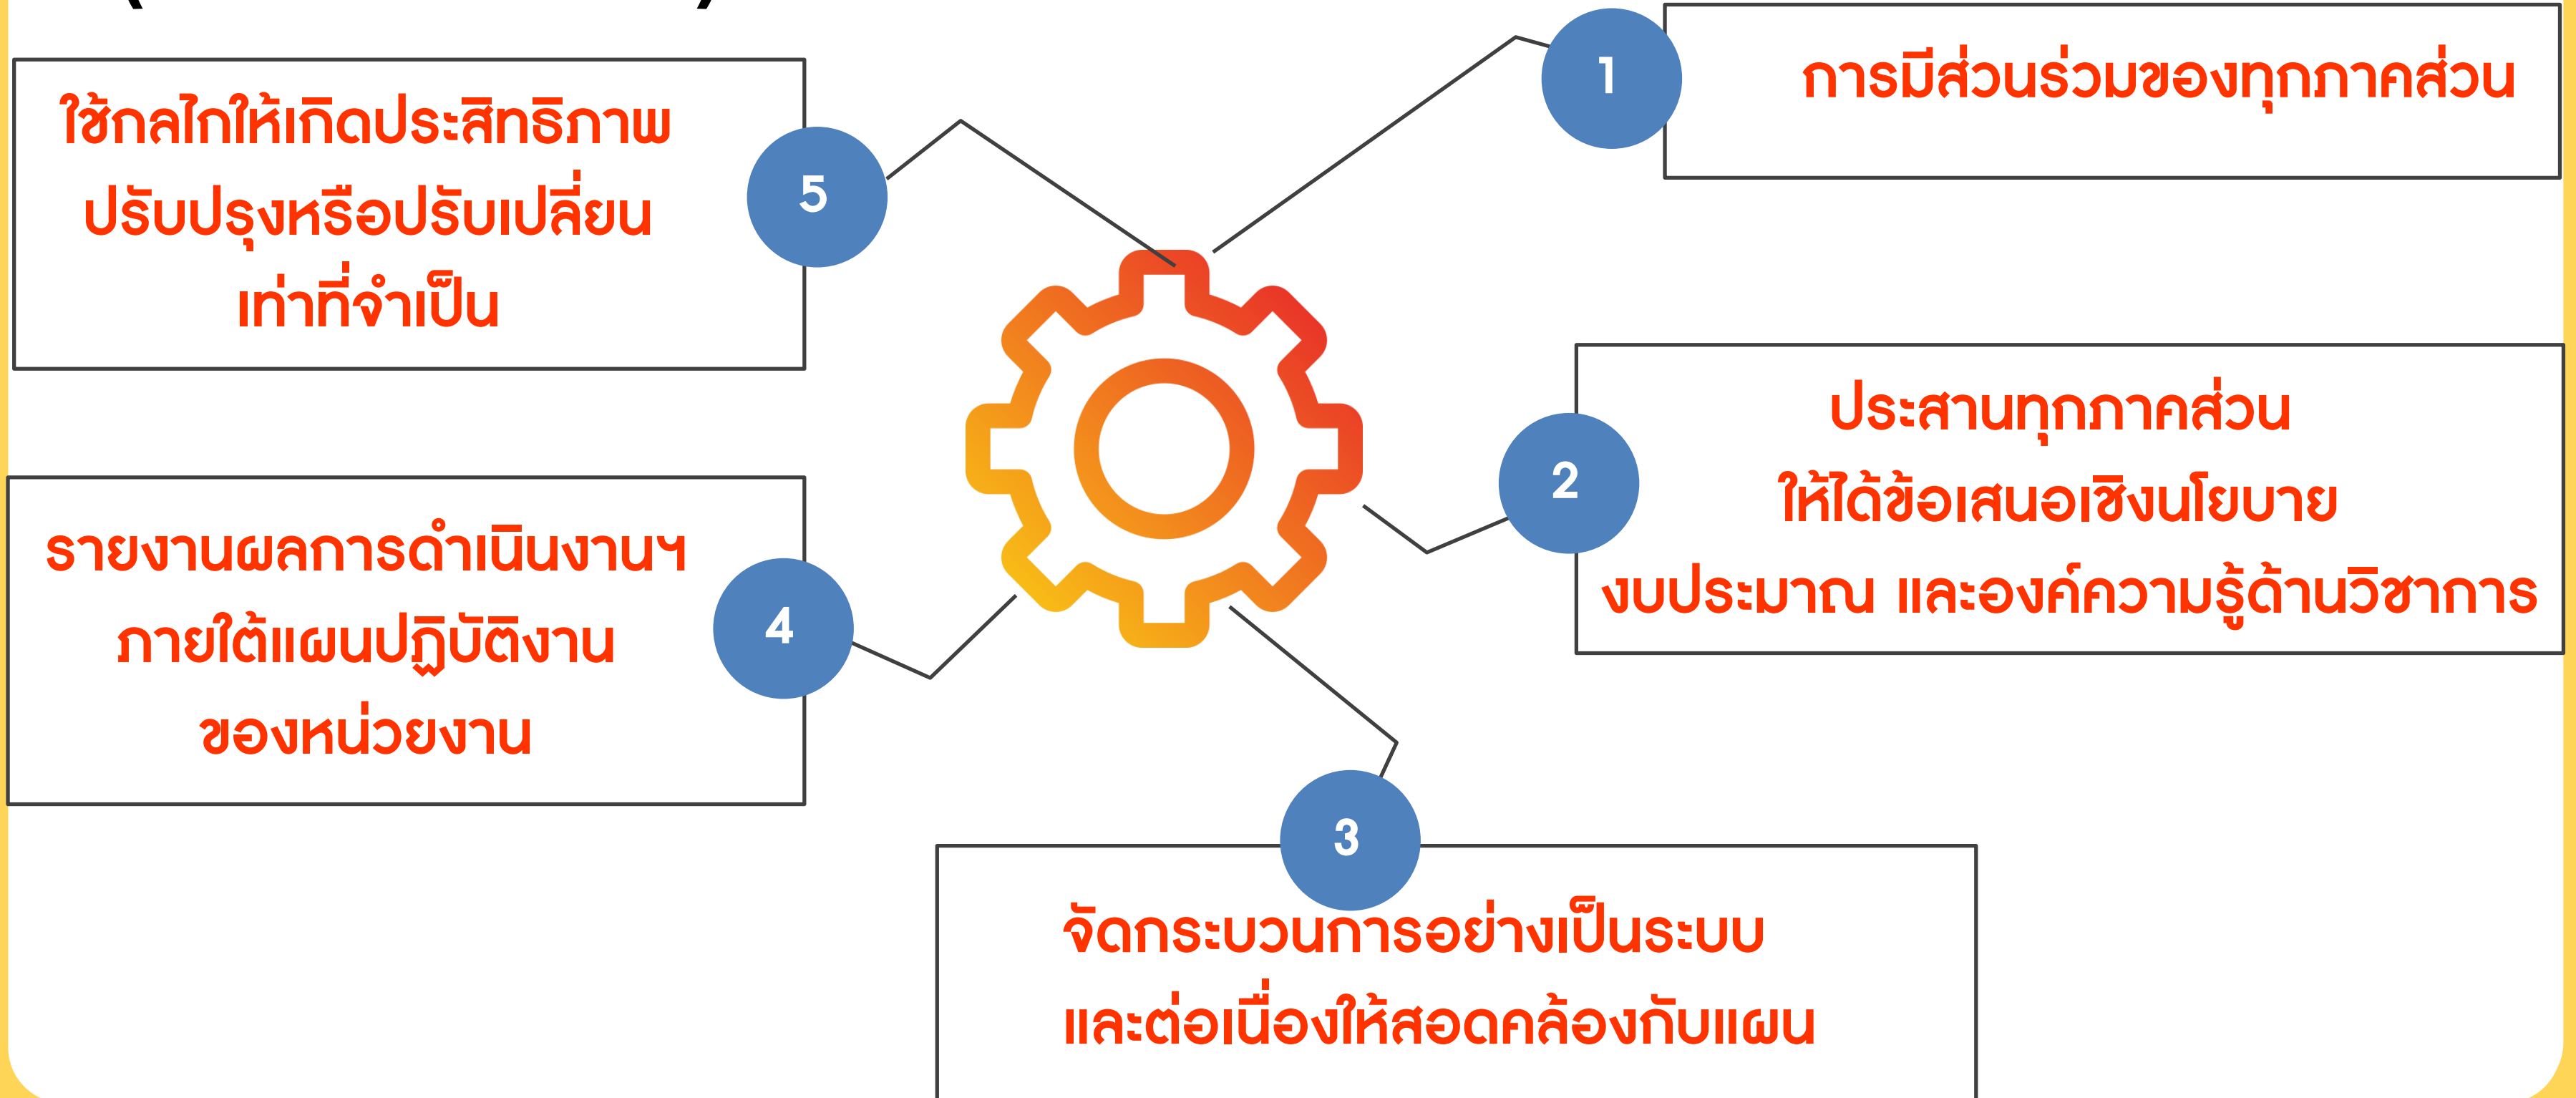 1
การมีส่วนร่วมของทุกภาคส่วน
2
ประสานทุกภาคส่วน
ให้ได้ข้อเสนอเชิงนโยบาย
งบประมาณ และองค์ความรู้ด้านวิชาการ
3
จัดกระบวนการอย่างเป็นระบบ
และต่อเนื่องให้สอดคล้องกับแผน
4
รายงานผลการดำเนินงานฯ
ภายใต้แผนปฏิบัติงาน
ของหน่วยงาน
5
ใช้กลไกให้เกิดประสิทธิภาพ
ปรับปรุงหรือปรับเปลี่ยน
เท่าที่จำเป็น